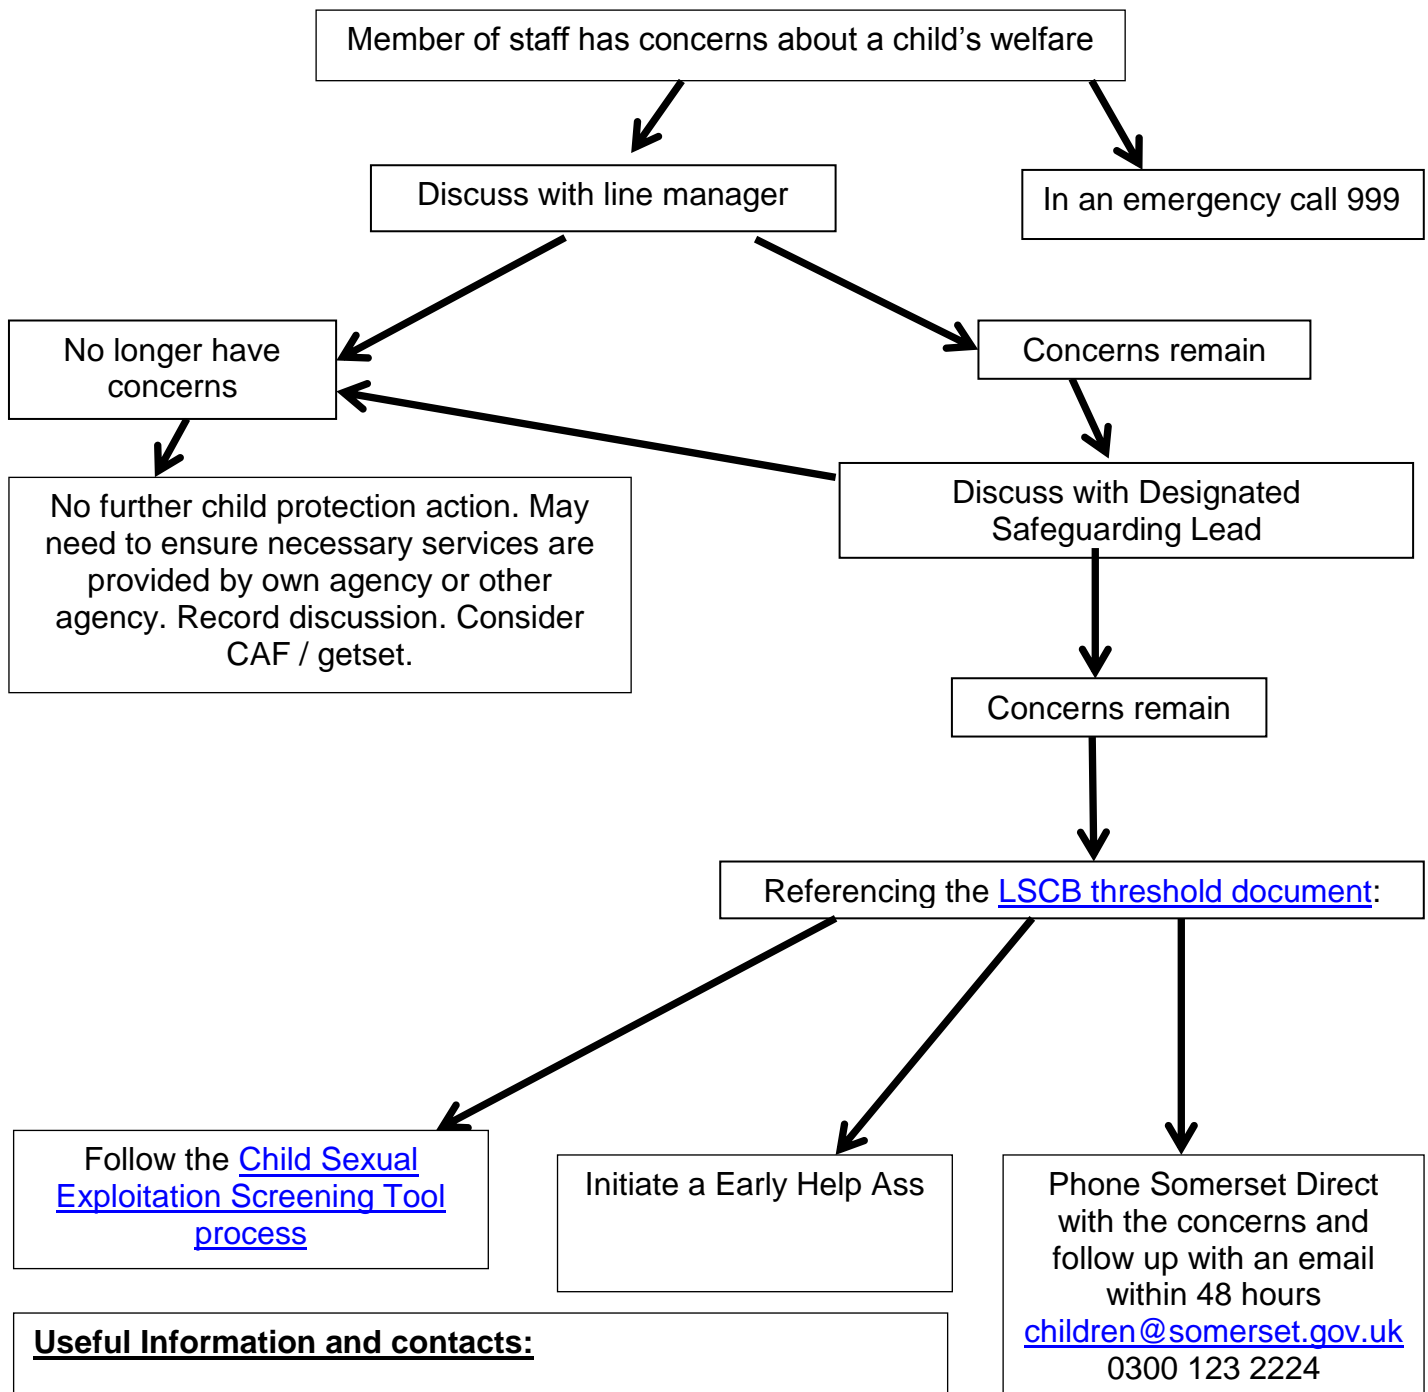 Member of staff has concerns about a child’s welfare
Discuss with line manager
In an emergency call 999
No longer have
concerns
Concerns remain
No further child protection action. May
need to ensure necessary services are
provided by own agency or other
agency. Record discussion. Consider
CAF / getset.
Discuss with Designated
Safeguarding Lead
Concerns remain
Referencing the LSCB threshold document:
Follow the Child Sexual
Exploitation Screening Tool
process
Initiate a Early Help Ass
Phone Somerset Direct
with the concerns and
follow up with an email
within 48 hours
children@somerset.gov.uk
0300 123 2224
Useful Information and contacts: